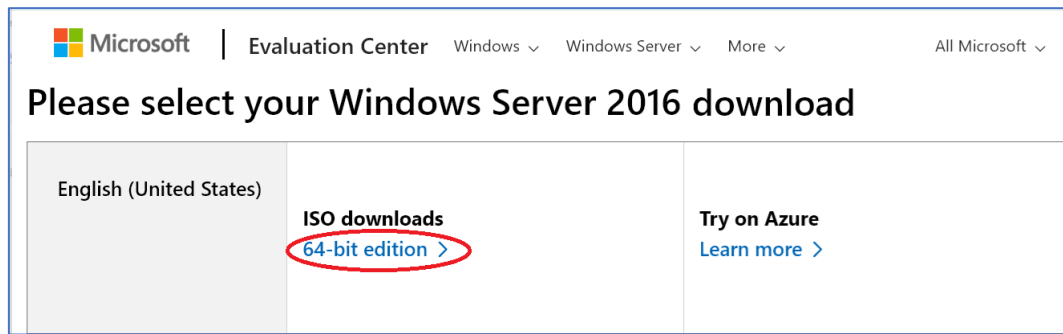 Microsoft Evaluation Center Windows Windows Server More All Microsoft
Please select your Windows Server 2016 download
English (United States)
ISO downloads Try on Azure
64-bit edition Learn more